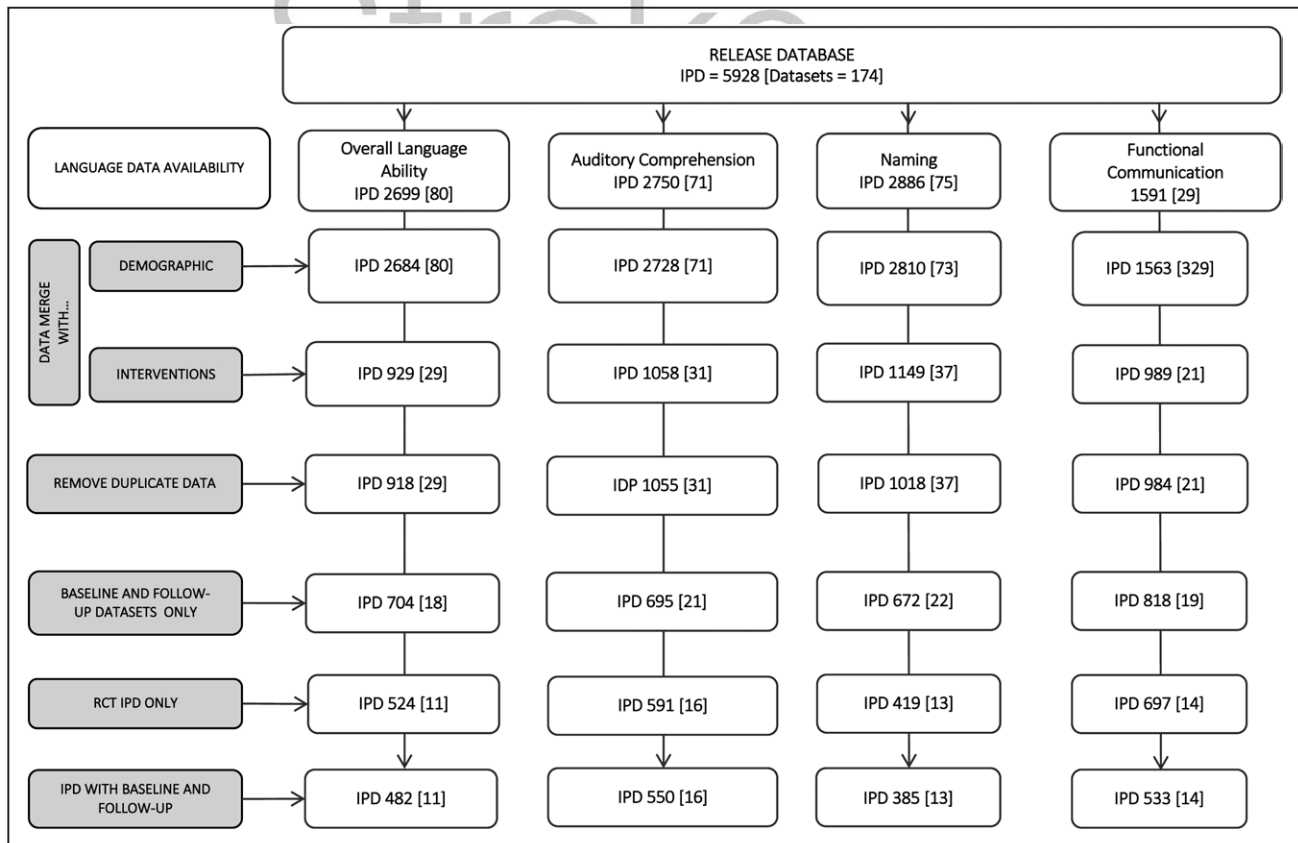 Stroke
RELEASE DATABASE
IPD = 5928 [Datasets = 174]
LANGUAGE DATA AVAILABILITY
Overall Language
Ability
IPD 2699 [80]
Auditory Comprehension
IPD 2750 [71]
Naming
IPD 2886 [75]
Functional
Communication
1591 [29]
DATA MERGE
WITH...
DEMOGRAPHIC
IPD 2684 [80]
IPD 2728 [71]
IPD 2810 [73]
IPD 1563 [329]
INTERVENTIONS
IPD 929 [29]
IPD 1058 [31]
IPD 1149 [37]
IPD 989 [21]
REMOVE DUPLICATE DATA
IPD 918 [29]
IDP 1055 [31]
IPD 1018 [37]
IPD 984 [21]
BASELINE AND FOLLOW-
UP DATASETS ONLY
IPD 704 [18]
IPD 695 [21]
IPD 672 [22]
IPD 818 [19]
RCT IPD ONLY
IPD 524 [11]
IPD 591 [16]
IPD 419 [13]
IPD 697 [14]
IPD WITH BASELINE AND
FOLLOW-UP
IPD 482 [11]
IPD 550 [16]
IPD 385 [13]
IPD 533 [14]